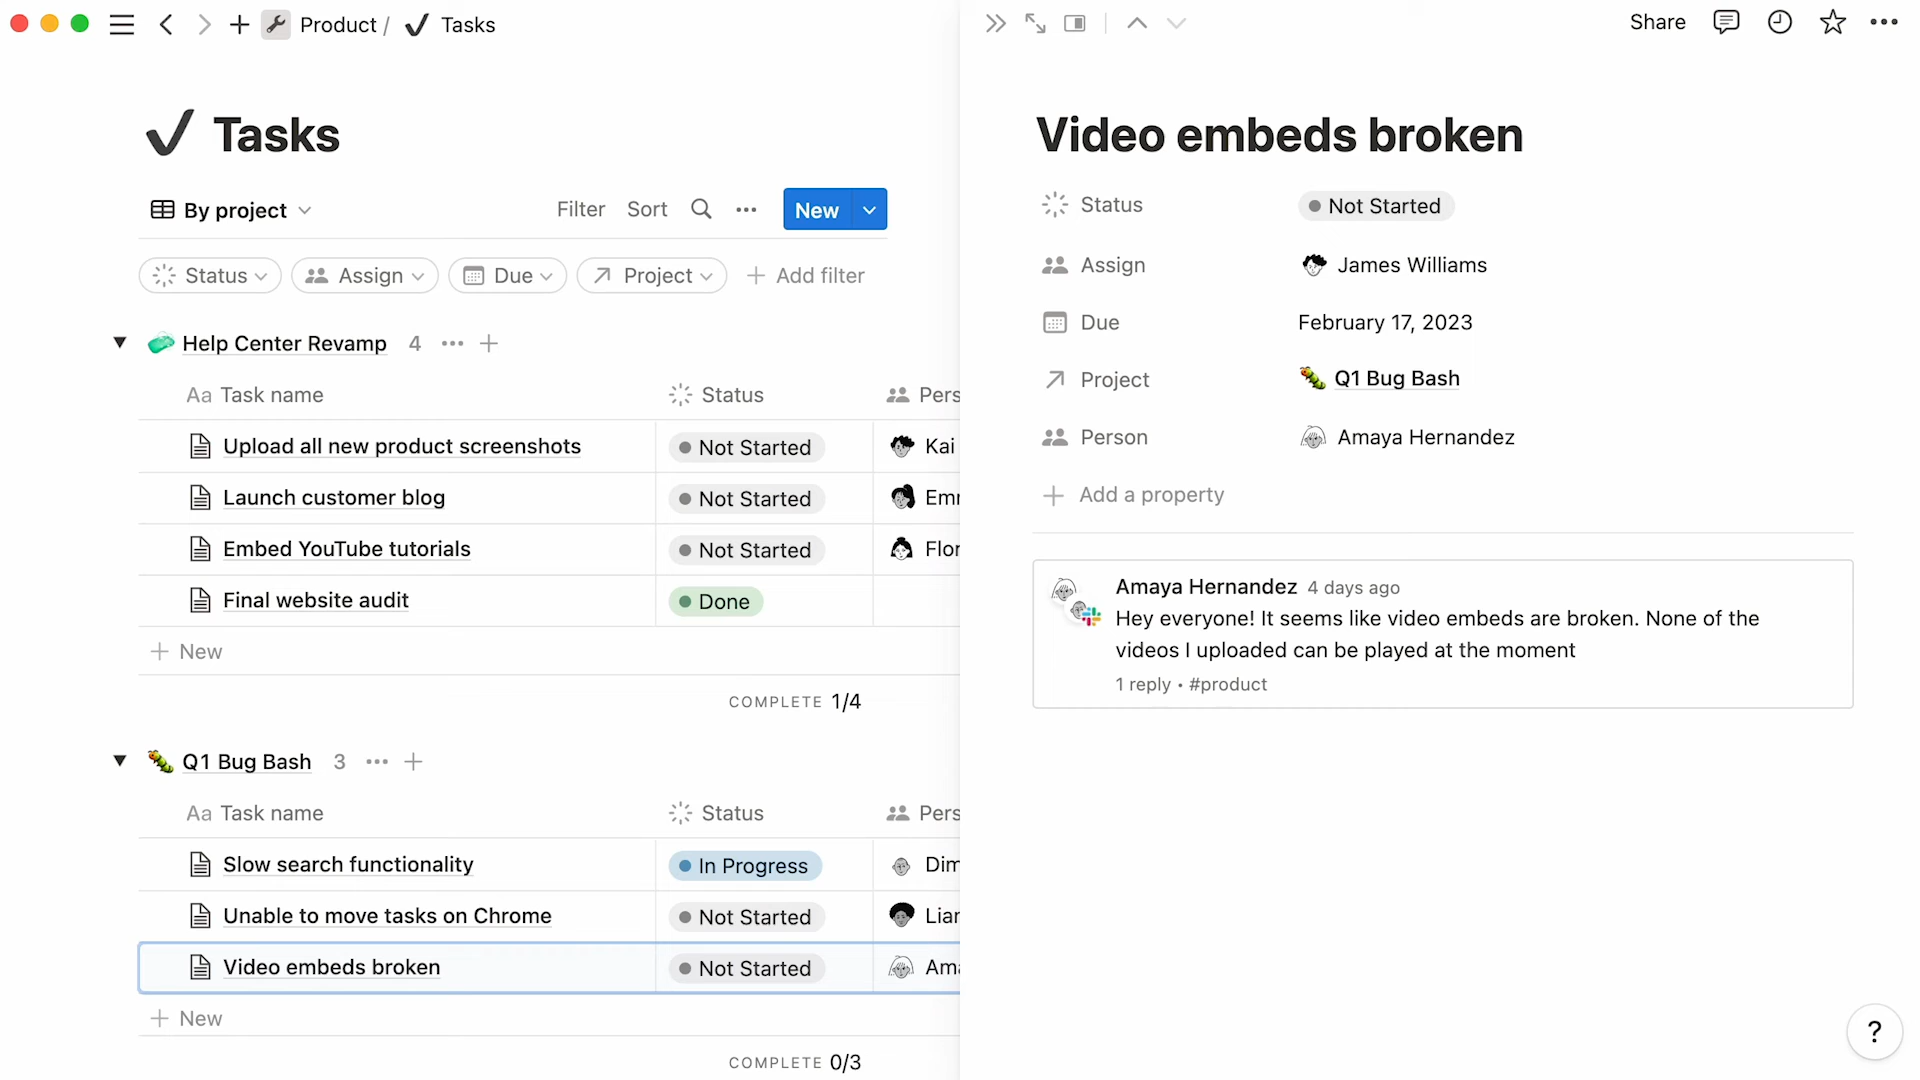 Product / Tasks
Tasks
By project
Filter Sort
New
Status Assign Due Project Add filter
Help Center Revamp 4
Aa Task name Status Pers
Upload all new product screenshots Not Started Kai
Launch customer blog Not Started
Embed YouTube tutorials Not Started Flor
Final website audit Done
New
COMPLETE 1/4
Q1 Bug Bash 3
Aa Task name Status Pers
Slow search functionality In Progress
Unable to move tasks on Chrome Not Started
Video embeds broken Not Started
New
COMPLETE 0/3
Share
Video embeds broken
Status Not Started
Assign James Williams
Due February 17, 2023
Project Q1 Bug Bash
Person Amaya Hernandez
Add a property
Amaya Hernandez 4 days ago
Hey everyone! It seems like video embeds are broken. None of the
videos I uploaded can be played at the moment
1 reply • #product
?